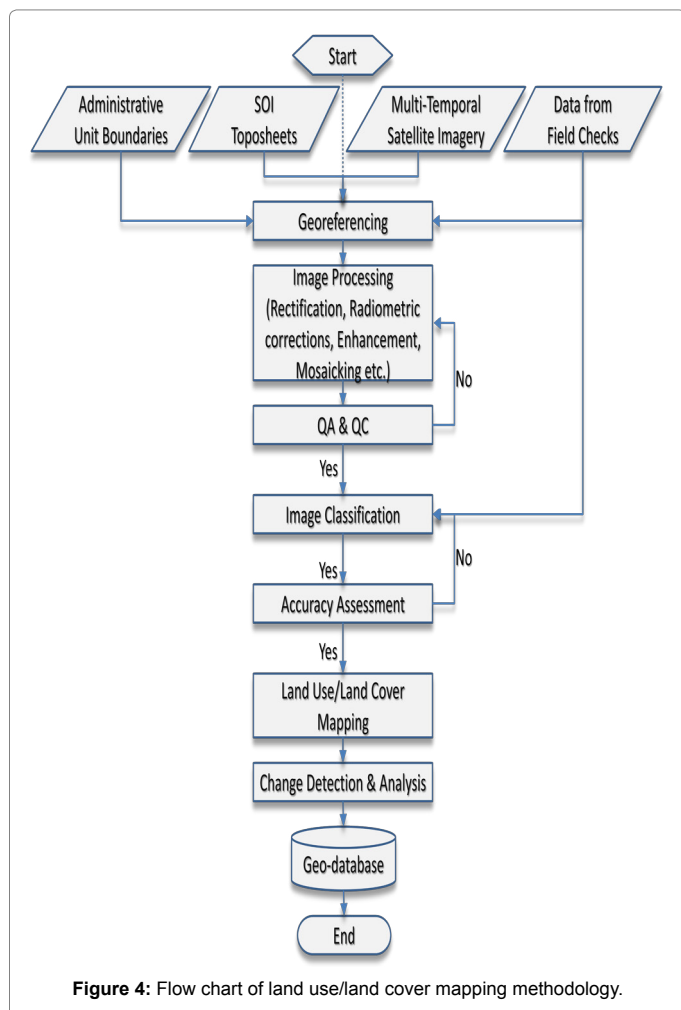 Start
Administrative
Unit Boundaries
SOI
Toposheets
Multi-Temporal
Satellite Imagery
Data from
Field Checks
Georeferencing
Image Processing
(Rectification, Radiometric
corrections, Enhancement,
Mosaicking etc.)
No
QA & QC
Yes
Image Classification
No
Yes
Accuracy Assessment
Yes
Land Use/Land Cover
Mapping
Change Detection & Analysis
Geo-database
End
Figure 4: Flow chart of land use/land cover mapping methodology.